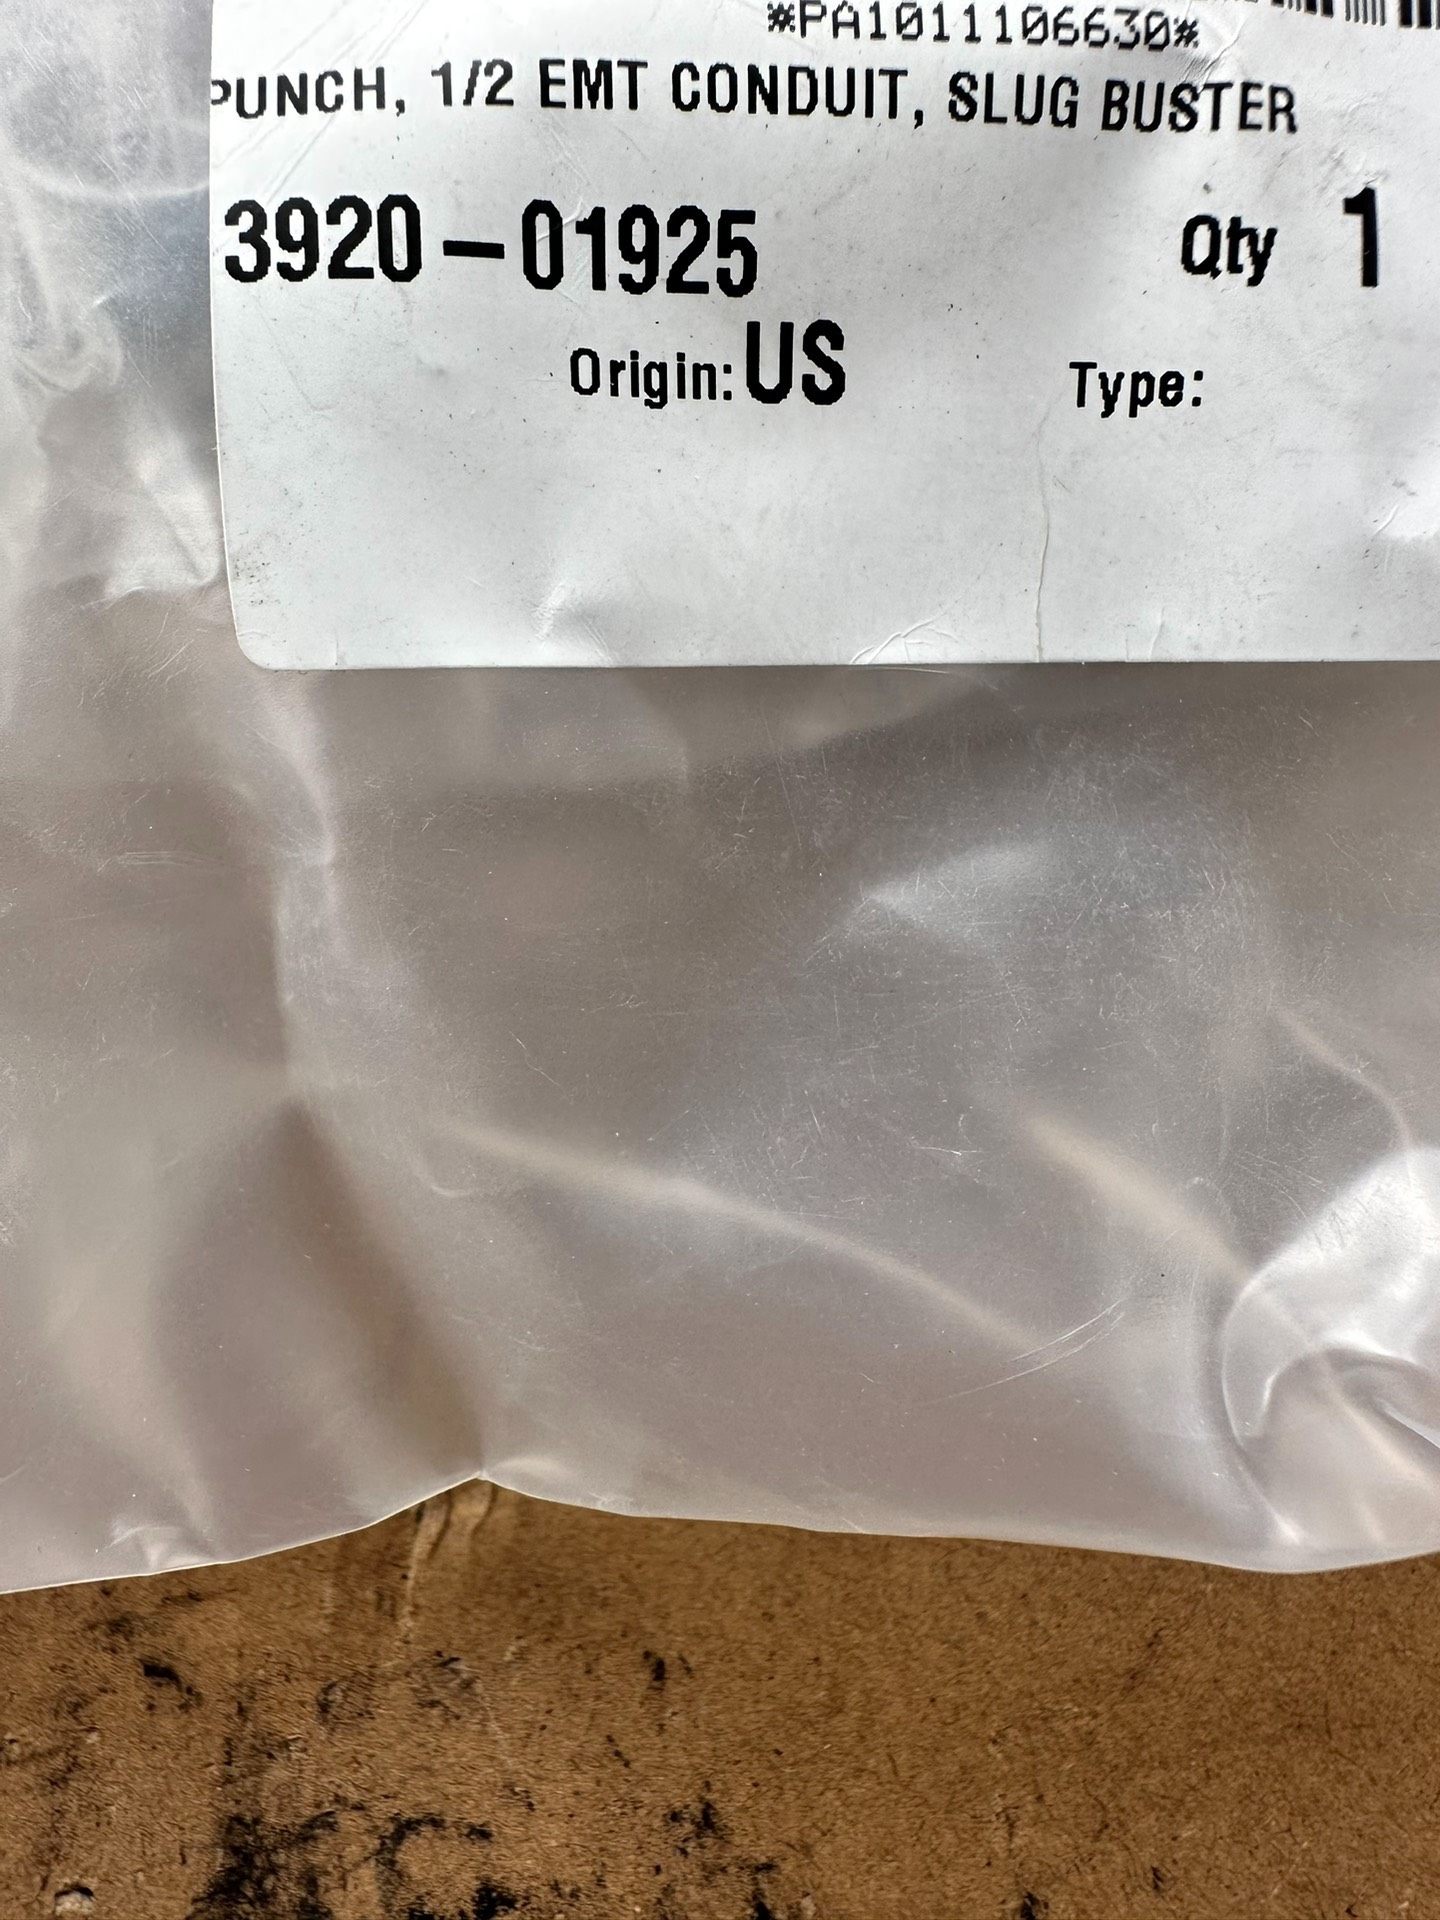 *PA1011106630*
PUNCH, 1/2 EMT CONDUIT, SLUG BUSTER
3920-01925 Qty 1
Origin: US Type: